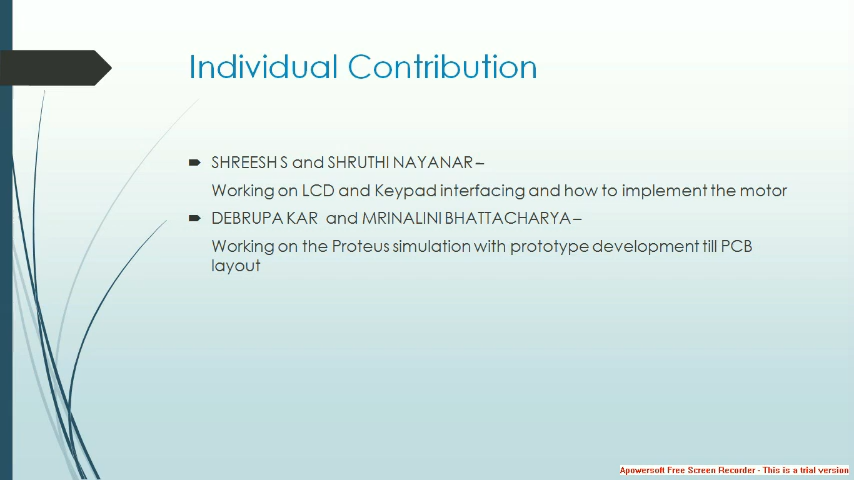 Individual Contribution
SHREESH S and SHRUTHI NAYANAR –
Working on LCD and Keypad interfacing and how to implement the motor
DEBRUPA KAR and MRINALINI BHATTACHARYA –
Working on the Proteus simulation with prototype development till PCB
layout
Apowersoft Free Screen Recorder - This is a trial version